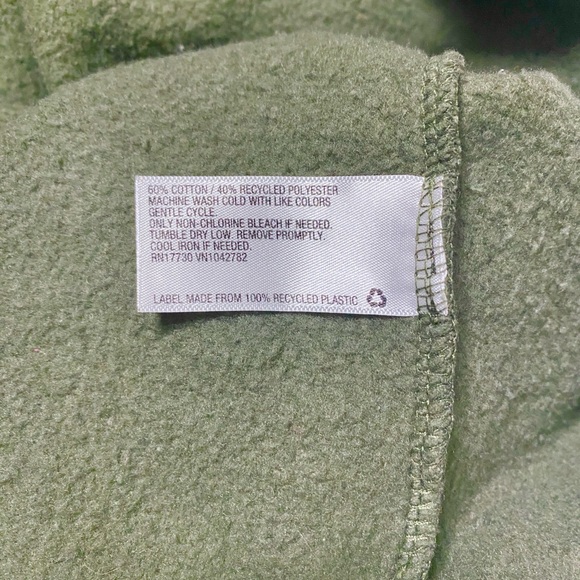 60% COTTON / 40% RECYCLED POLYESTER
MACHINE WASH COLD WITH LIKE COLORS
GENTLE CYCLE.
ONLY NON-CHLORINE BLEACH IF NEEDED.
TUMBLE DRY LOW. REMOVE PROMPTLY.
COOL IRON IF NEEDED.
RN17730 VN1042782
LABEL MADE FROM 100% RECYCLED PLASTIC